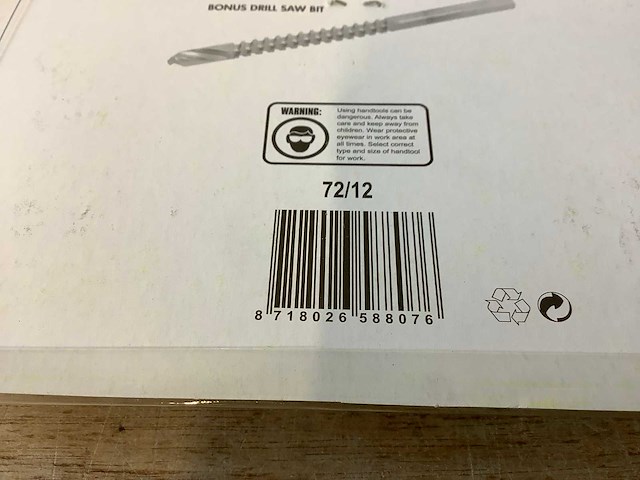 BONUS DRILL SAW BIT
WARNING:
Using handtools can be
dangerous. Always take
care and keep away from
children. Wear protective
eyewear in work area at
all times. Select correct
type and size of handtool
for work.
72/12
8 718026 588076